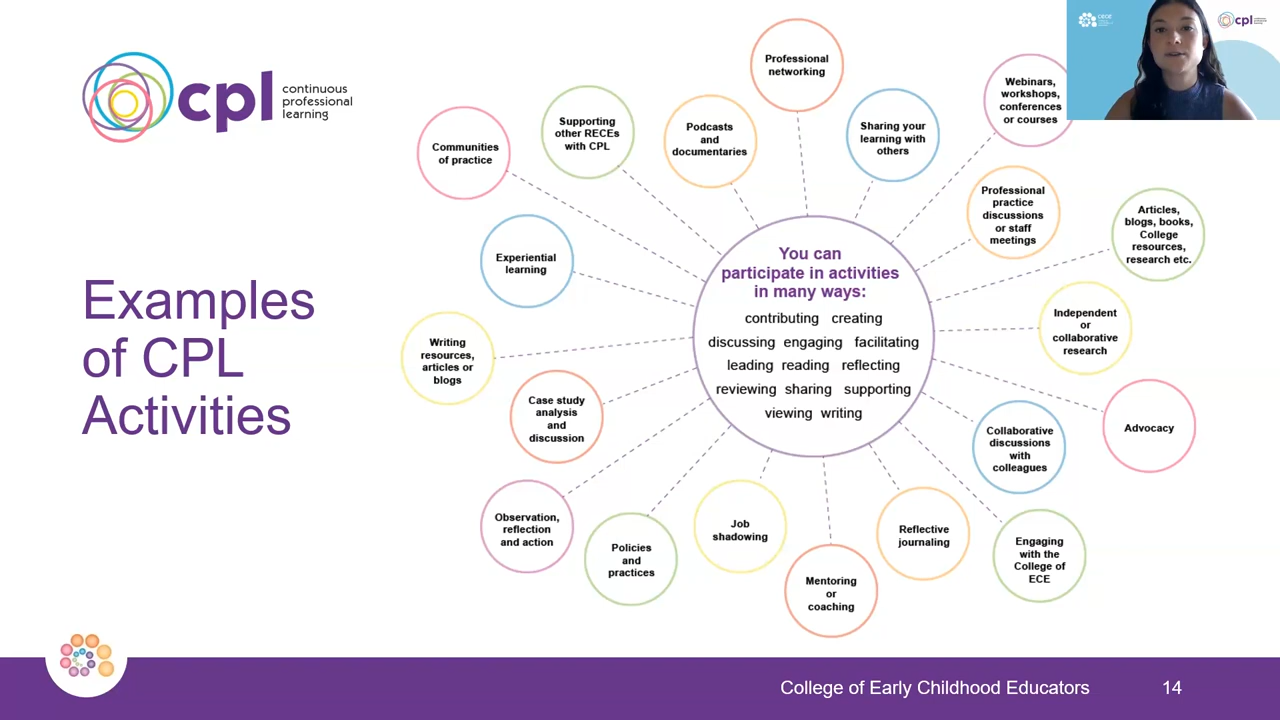 cpl
continuous
professional
learning
Examples
of CPL
Activities
Professional
networking
Webinars,
workshops,
conferences
or courses
Podcasts
and
documentaries
Sharing your
learning with
others
Supporting
other RECEs
with CPL
Communities
of practice
Professional
practice
discussions
or staff
meetings
Articles,
blogs, books,
College
resources,
research etc.
Experiential
learning
You can
participate in activities
in many ways:
contributing creating
discussing engaging facilitating
leading reading reflecting
reviewing sharing supporting
viewing writing
Independent
or
collaborative
research
Writing
resources,
articles or
blogs
Case study
analysis
and
discussion
Advocacy
Collaborative
discussions
with
colleagues
Observation,
reflection
and action
Policies
and
practices
Job
shadowing
Mentoring
or
coaching
Reflective
journaling
Engaging
with the
College of
ECE
CECE
cpl
College of Early Childhood Educators
14